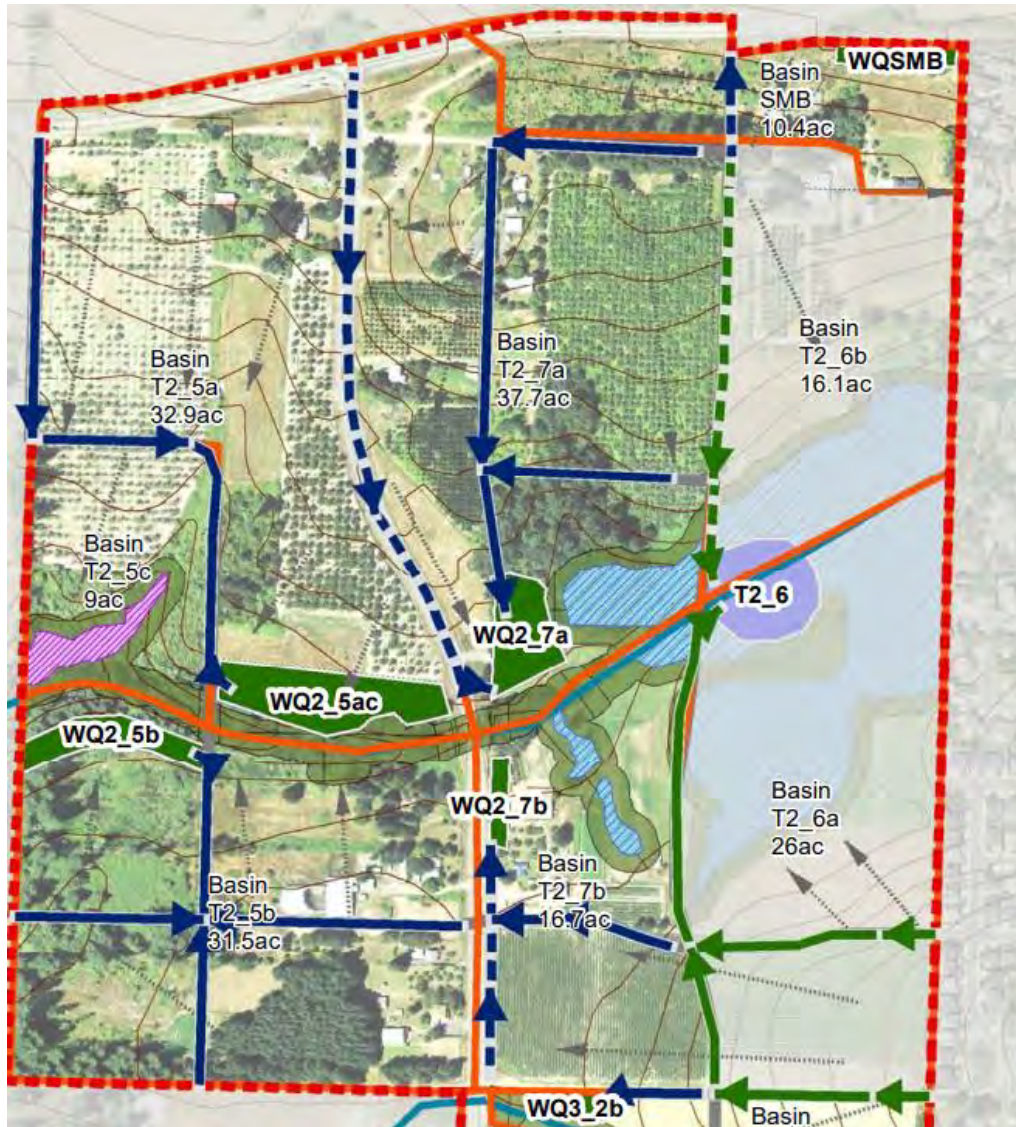 WQSMB
Basin
SMB
10.4ac
Basin
T2_6b
16.1ac
Basin
T2_5a
32.9ac
Basin
T2_7a
37.7ac
Basin
T2_5c
9ac
T2_6
WQ2_7a
WQ2_5ac
WQ2_5b
WQ2_7b
Basin
T2_6a
26ac
Basin
T2_5b
31.5ac
Basin
T2_7b
16.7ac
WQ3_2b
Basin